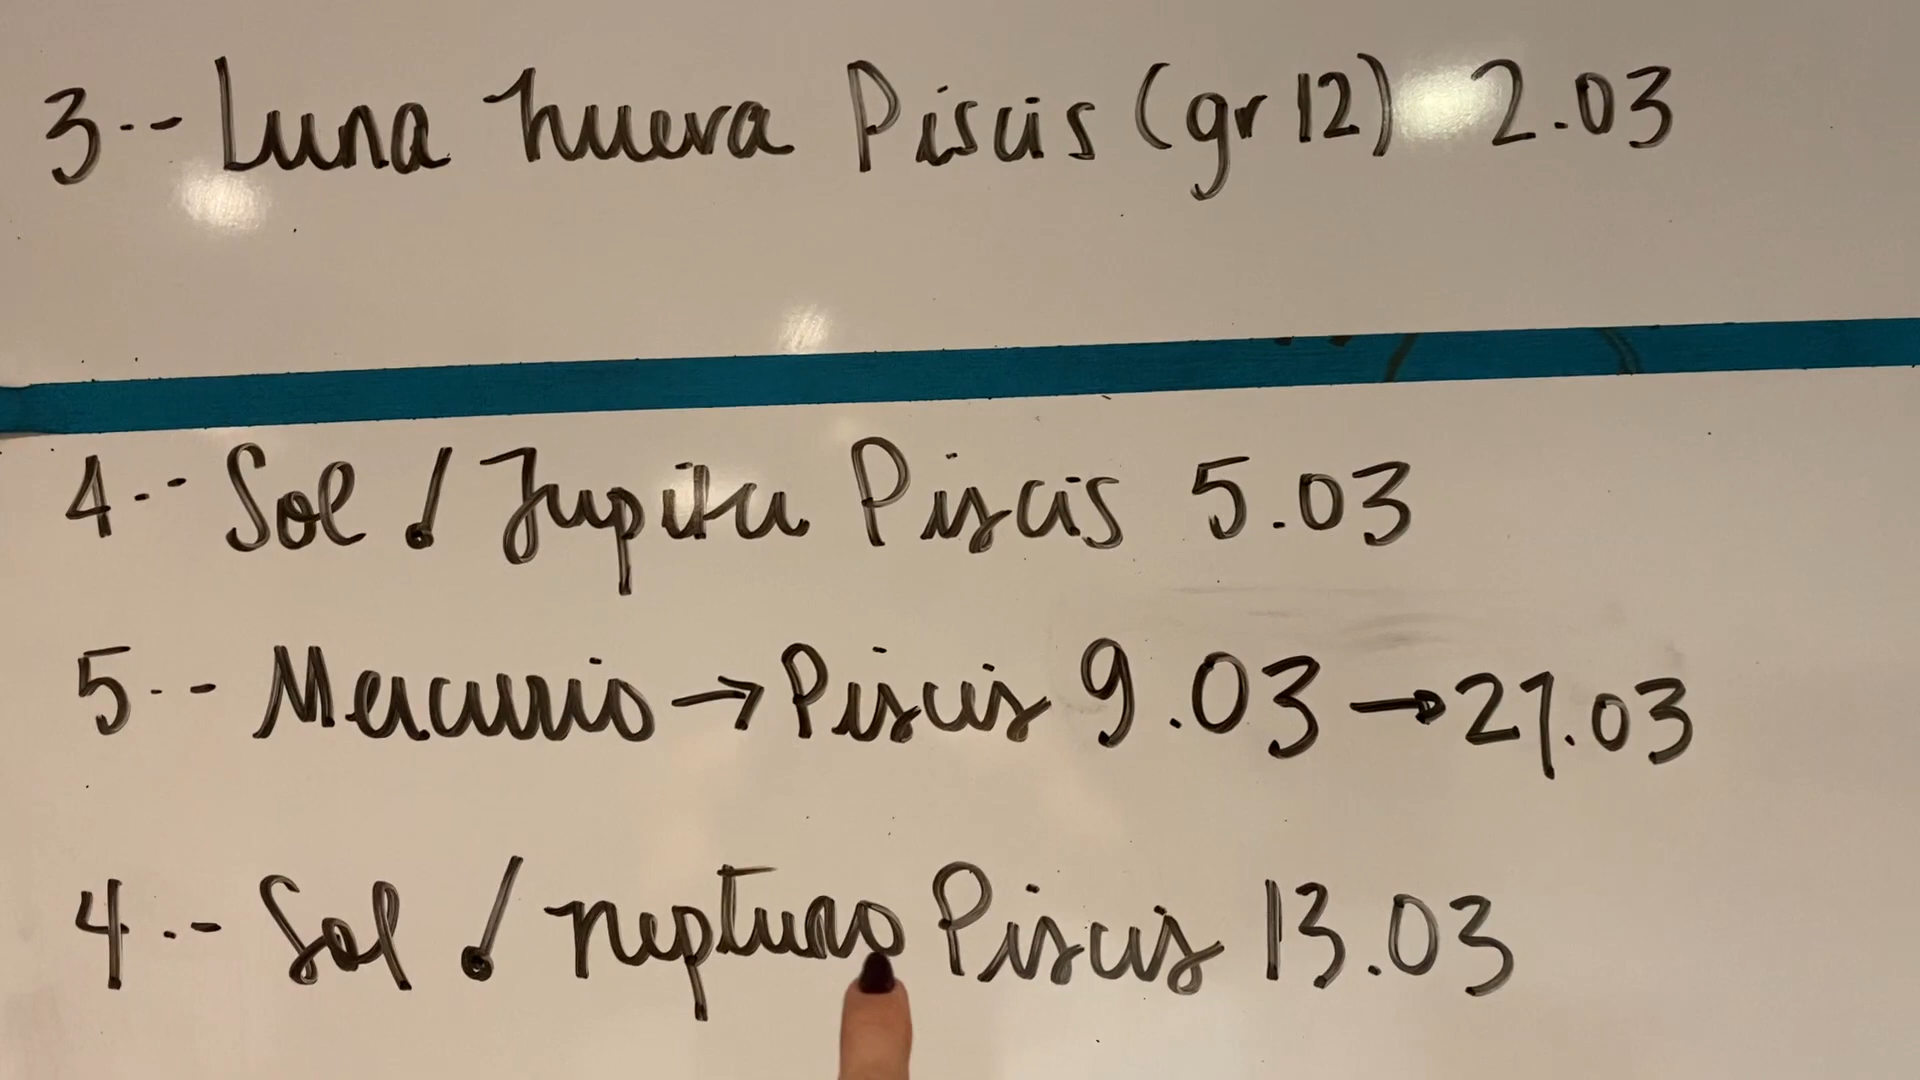 3-- Luna nueva Piscis (gr 12) 2.03
4-- Sol ☌ Jupiter Piscis 5.03
5-- Mercurio → Piscis 9.03 → 27.03
4-- Sol ☌ neptuno Piscis 13.03